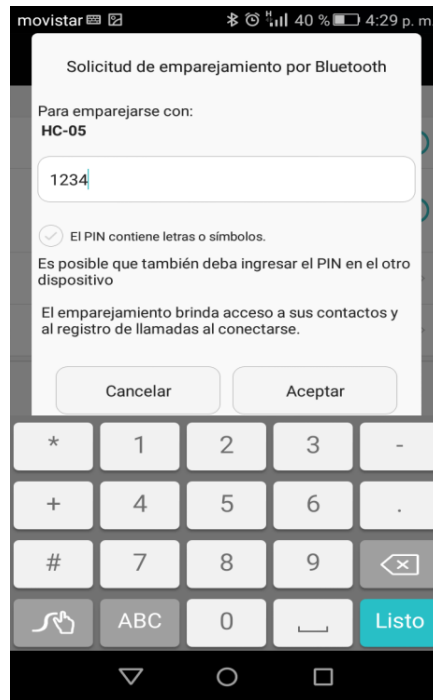 movistar 40 % 4:29 p. m.
Solicitud de emparejamiento por Bluetooth
Para emparejarse con:
HC-05
1234
El PIN contiene letras o símbolos.
Es posible que también deba ingresar el PIN en el otro
dispositivo
El emparejamiento brinda acceso a sus contactos y
al registro de llamadas al conectarse.
Cancelar Aceptar
* 1 2 3 -
+ 4 5 6 .
# 7 8 9
ABC 0 Listo